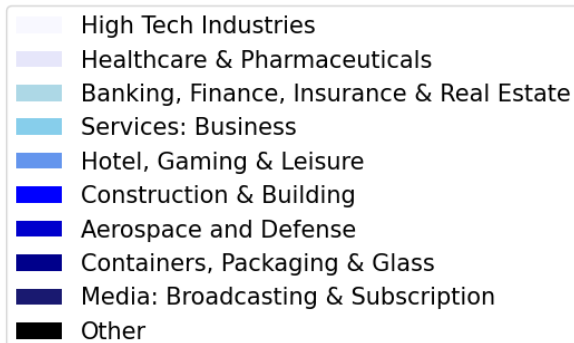 High Tech Industries
Healthcare & Pharmaceuticals
Banking, Finance, Insurance & Real Estate
Services: Business
Hotel, Gaming & Leisure
Construction & Building
Aerospace and Defense
Containers, Packaging & Glass
Media: Broadcasting & Subscription
Other